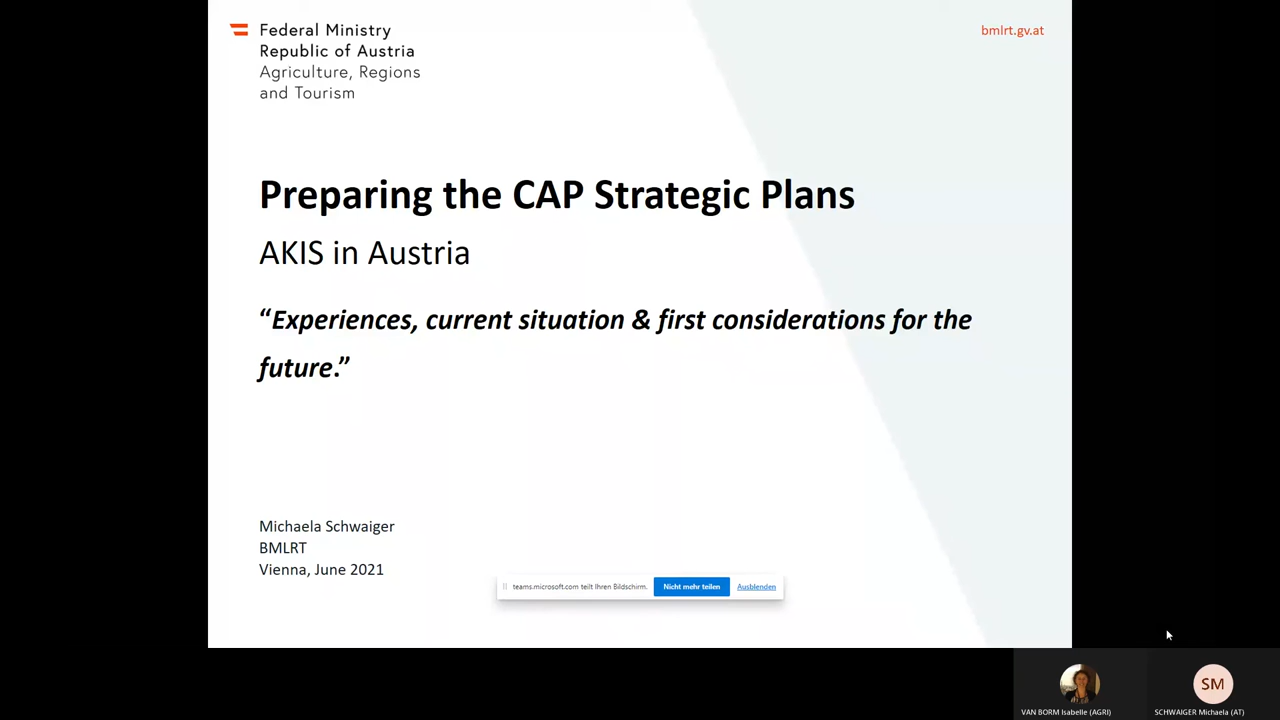 Federal Ministry
Republic of Austria
Agriculture, Regions
and Tourism
bmlrt.gv.at
Preparing the CAP Strategic Plans
AKIS in Austria
“Experiences, current situation & first considerations for the
future.”
Michaela Schwaiger
BMLRT
Vienna, June 2021
teams.microsoft.com teilt Ihren Bildschirm. Nicht mehr teilen Ausblenden
SM
VAN BORM Isabelle (AGRI) SCHWAIGER Michaela (AT)